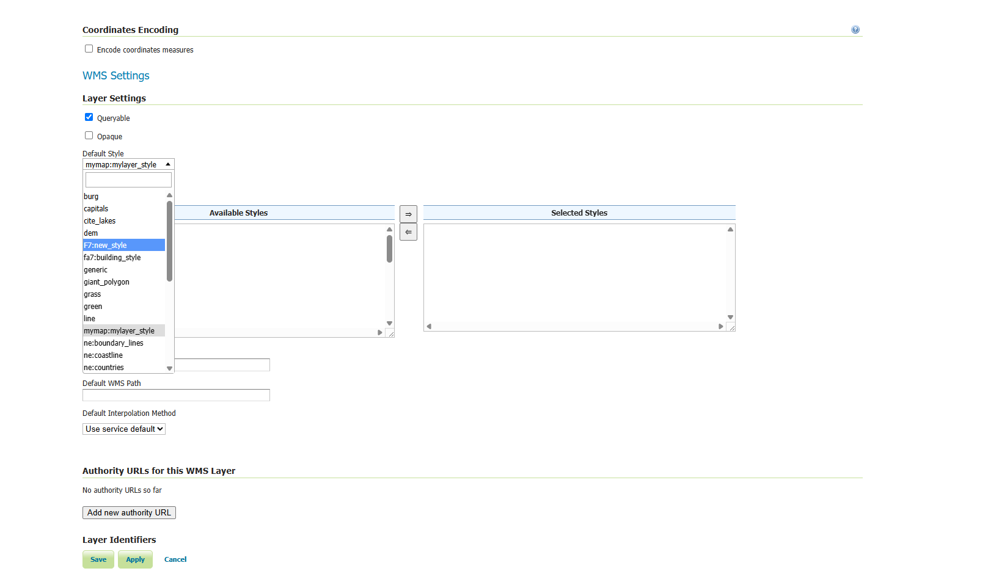 Coordinates Encoding
Encode coordinates measures
WMS Settings
Layer Settings
Queryable
Opaque
Default Style
mymap:mylayer_style
burg
capitals
cite_lakes
dem
F7:new_style
fa7:building_style
generic
giant_polygon
grass
green
line
mymap:mylayer_style
ne:boundary_lines
ne:coastline
ne:countries
Available Styles
⇒
⇐
Selected Styles
Default WMS Path
Default Interpolation Method
Use service default
Authority URLs for this WMS Layer
No authority URLs so far
Add new authority URL
Layer Identifiers
Save Apply Cancel